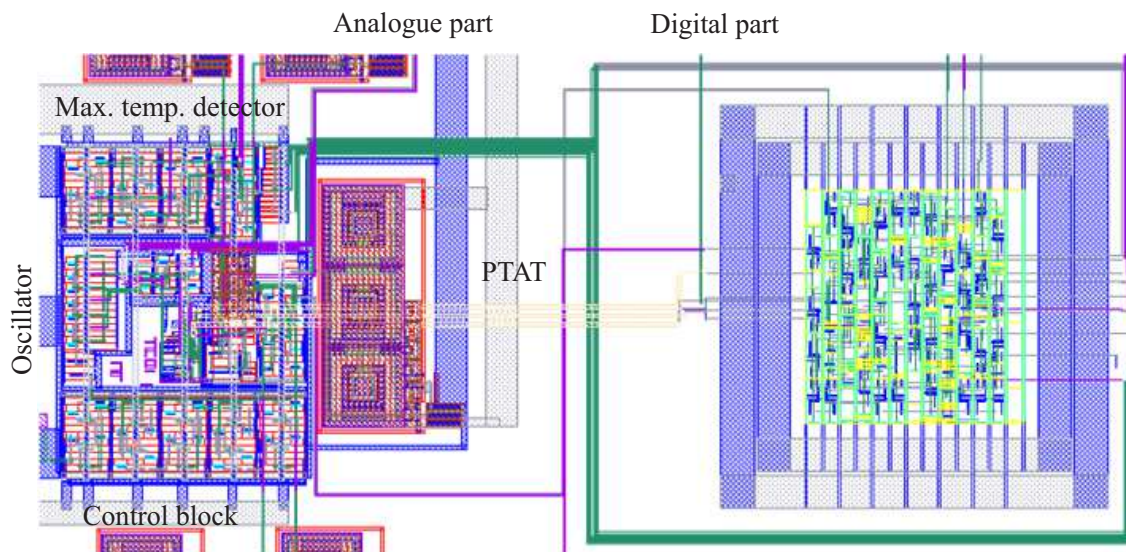 Analogue part
Digital part
Max. temp. detector
Oscillator
PTAT
Control block